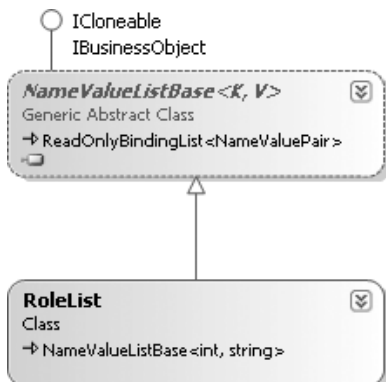 ICloneable
IBusinessObject
NameValueListBase<K, V>
Generic Abstract Class
ReadOnlyBindingList<NameValuePair>
RoleList
Class
NameValueListBase<int, string>